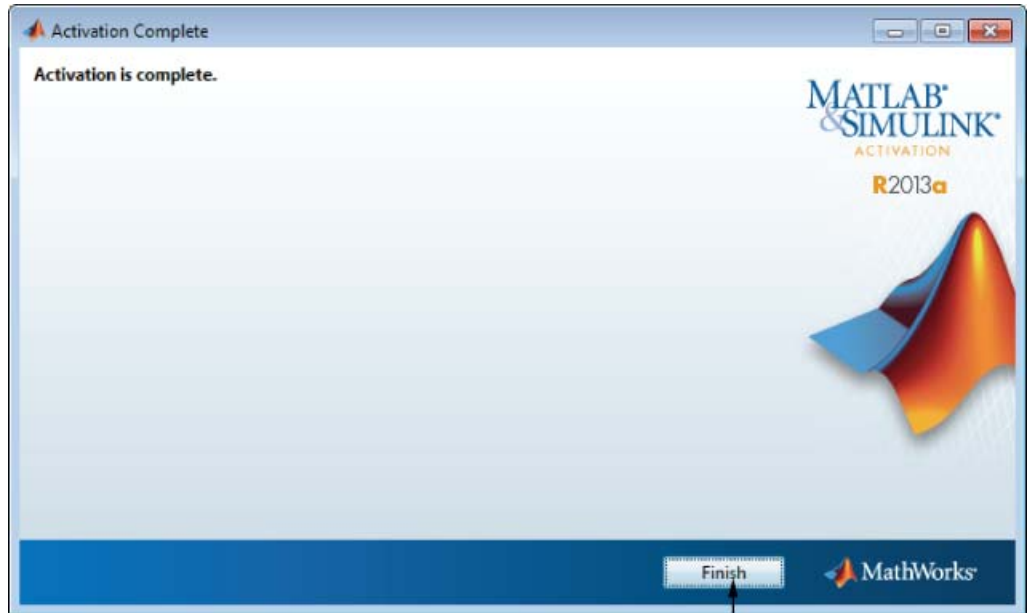 Activation Complete
Activation is complete.
MATLAB®
&SIMULINK®
ACTIVATION
R2013a
Finish
MathWorks®